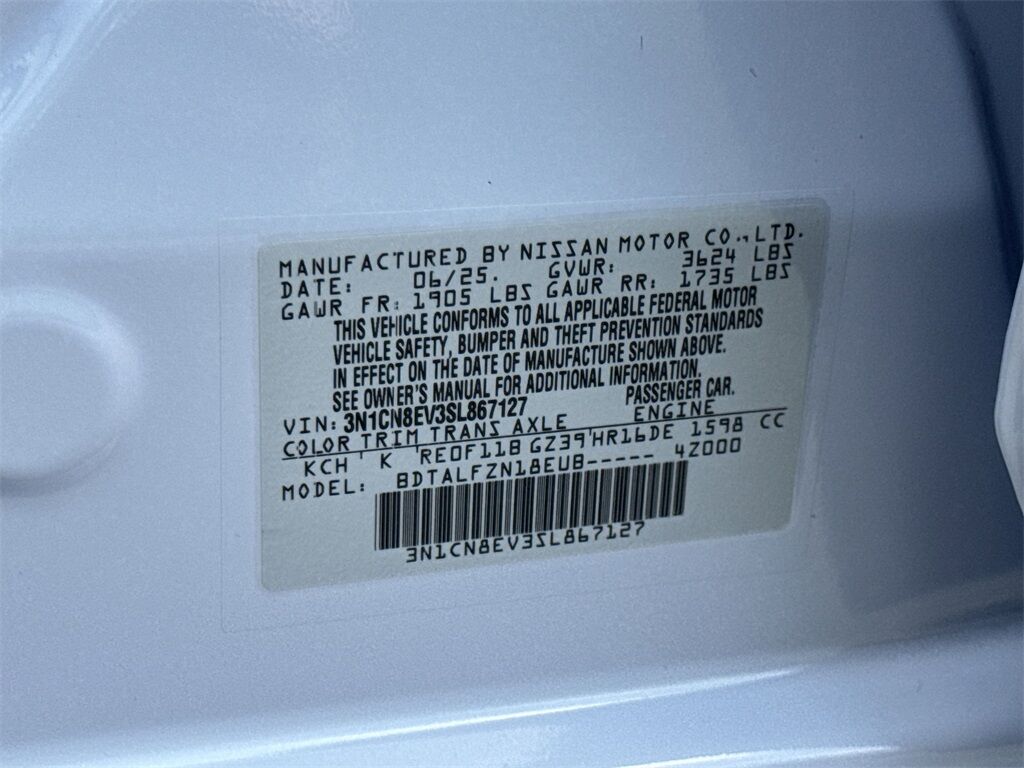 MANUFACTURED BY NISSAN MOTOR CO.,LTD.
DATE: 06/25. GVWR: 3624 LBS
GAWR FR: 1905 LBS GAWR RR: 1735 LBS
THIS VEHICLE CONFORMS TO ALL APPLICABLE FEDERAL MOTOR
VEHICLE SAFETY, BUMPER AND THEFT PREVENTION STANDARDS
IN EFFECT ON THE DATE OF MANUFACTURE SHOWN ABOVE.
SEE OWNER'S MANUAL FOR ADDITIONAL INFORMATION.
VIN: 3N1CN8EV3SL867127 PASSENGER CAR.
COLOR TRIM TRANS AXLE ENGINE
KCH ' K 'RE0F11B GZ39'HR16DE 1598 CC
MODEL: BDTALFZN18EUB----- 4Z000
3N1CN8EV3SL867127